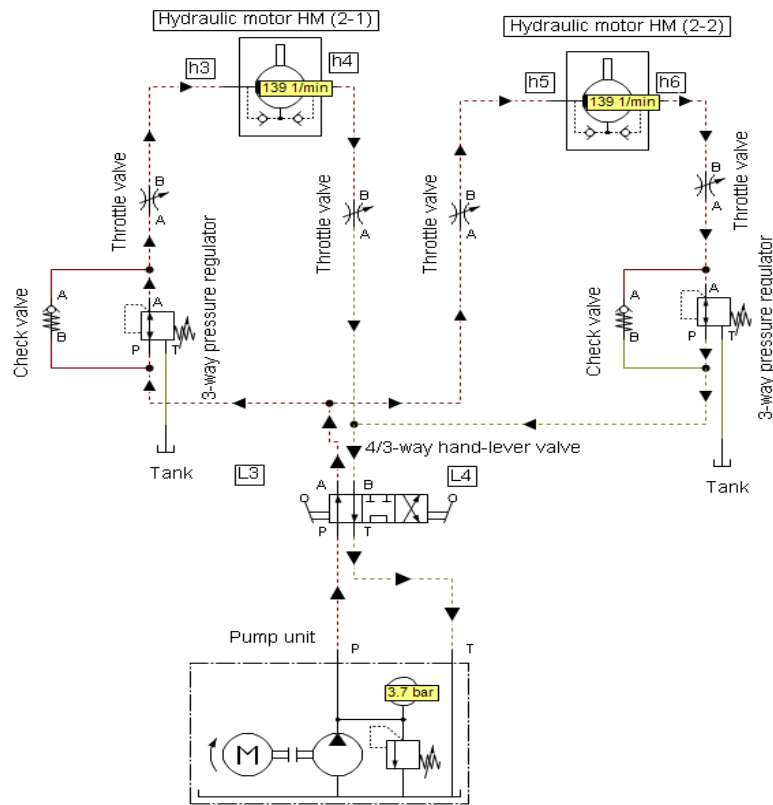 Hydraulic motor HM (2-1)
Hydraulic motor HM (2-2)
h3
h4
h5
h6
139 1/min
139 1/min
Throttle valve
B
A
Throttle valve
B
A
Throttle valve
B
A
Throttle valve
B
A
Check valve
A
B
3-way pressure regulator
A
P
T
Check valve
A
B
3-way pressure regulator
A
P
T
Tank
Tank
4/3-way hand-lever valve
L3
L4
A
B
P
T
Pump unit
P
T
3.7 bar
M